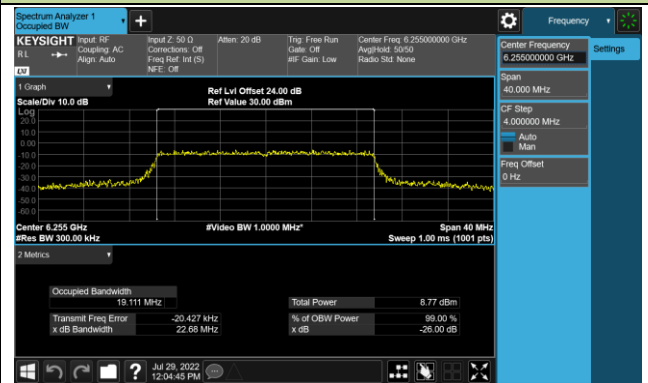 Spectrum Analyzer 1
Occupied BW
Frequency
KEYSIGHT
Input: RF
Coupling: AC
Align: Auto
Input Z: 50 Ω
Corrections: Off
Freq Ref: Int (S)
NFE: Off
Atten: 20 dB
Trig: Free Run
Gate: Off
#IF Gain: Low
Center Freq: 6.255000000 GHz
Avg|Hold: 50/50
Radio Std: None
R L
LXI
Center Frequency
6.255000000 GHz
Settings
Span
40.000 MHz
CF Step
4.000000 MHz
Auto
Man
Freq Offset
0 Hz
1 Graph
Scale/Div 10.0 dB
Ref Lvl Offset 24.00 dB
Ref Value 30.00 dBm
Log
20.0
10.0
0.00
-10.0
-20.0
-30.0
-40.0
-50.0
-60.0
Center 6.255 GHz
#Res BW 300.00 kHz
#Video BW 1.0000 MHz*
Span 40 MHz
Sweep 1.00 ms (1001 pts)
2 Metrics
Occupied Bandwidth
19.111 MHz
Total Power
8.77 dBm
Transmit Freq Error
-20.427 kHz
% of OBW Power
99.00 %
x dB Bandwidth
22.68 MHz
x dB
-26.00 dB
?
Jul 29, 2022
12:04:45 PM